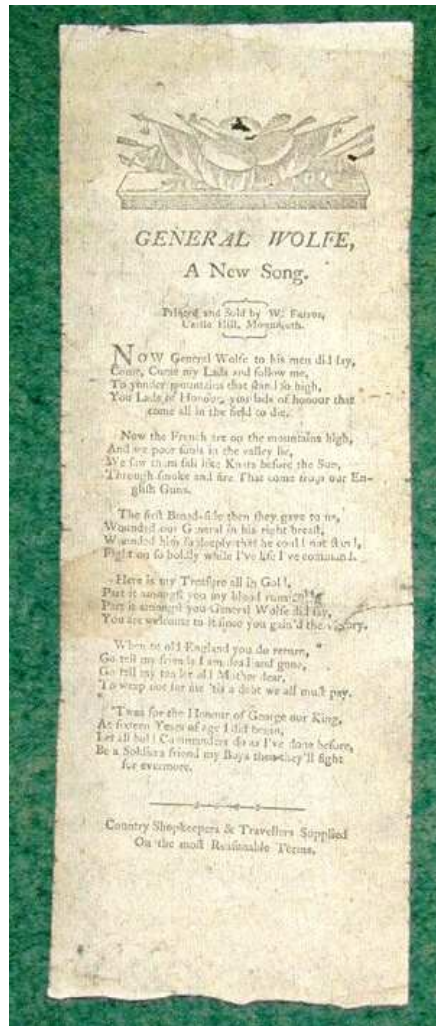 GENERAL WOLFE,
A New Song.
Printed and Sold by W. Farror,
Castle Hill, Monmouth.
NOW General Wolfe to his men did say,
Come, Come my Lads and follow me,
To yonder mountains that stand so high,
You Lads of Honour, you lads of honour that
come all in the field to die.
Now the French are on the mountains high,
And we poor souls in the valley lie,
We saw them fall like Knats before the Sun,
Through smoke and fire That come from our En-
glish Guns.
The first Broad-side then they gave to us,
Wounded our General in his right breast,
Wounded him so deeply that he could not stand,
Fight on so boldly while I've life I've command.
Here is my Treasure all in Gold,
Part it amongst you my blood runs cold
Part it amongst you General Wolfe did say,
You are welcome to it since you gain'd the victory.
When to old England you do return,
Go tell my friends I am dead and gone,
Go tell my tender old Mother dear,
To weep not for me 'tis a debt we all must pay.
'Twas for the Honour of George our King,
At sixteen Years of age I did begin,
Let all bold Commanders do as I've done before,
Be a Soldiers friend my Boys then they'll fight
for evermore.
Country Shopkeepers & Travellers Supplied
On the most Reasonable Terms.